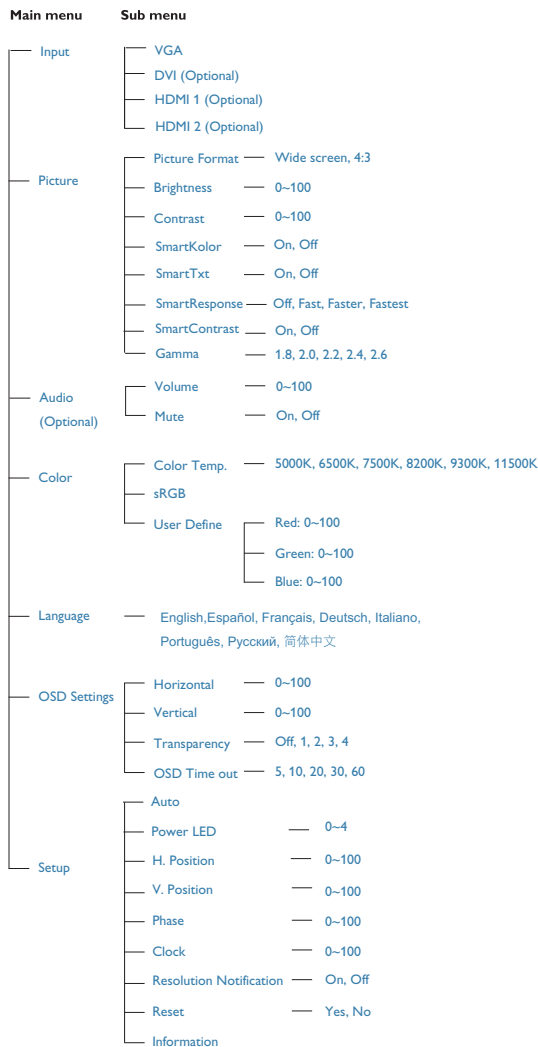 Main menu Sub menu
Input VGA
DVI (Optional)
HDMI 1 (Optional)
HDMI 2 (Optional)
Picture
Picture Format Wide screen, 4:3
Brightness 0~100
Contrast 0~100
SmartKolor On, Off
SmartTxt On, Off
SmartResponse Off, Fast, Faster, Fastest
SmartContrast On, Off
Gamma 1.8, 2.0, 2.2, 2.4, 2.6
Audio
(Optional)
Volume 0~100
Mute On, Off
Color
Color Temp. 5000K, 6500K, 7500K, 8200K, 9300K, 11500K
sRGB
User Define Red: 0~100
Green: 0~100
Blue: 0~100
Language English,Español, Français, Deutsch, Italiano,
Português, Русский, 简体中文
OSD Settings
Horizontal 0~100
Vertical 0~100
Transparency Off, 1, 2, 3, 4
OSD Time out 5, 10, 20, 30, 60
Setup
Auto
Power LED 0~4
H. Position 0~100
V. Position 0~100
Phase 0~100
Clock 0~100
Resolution Notification On, Off
Reset Yes, No
Information